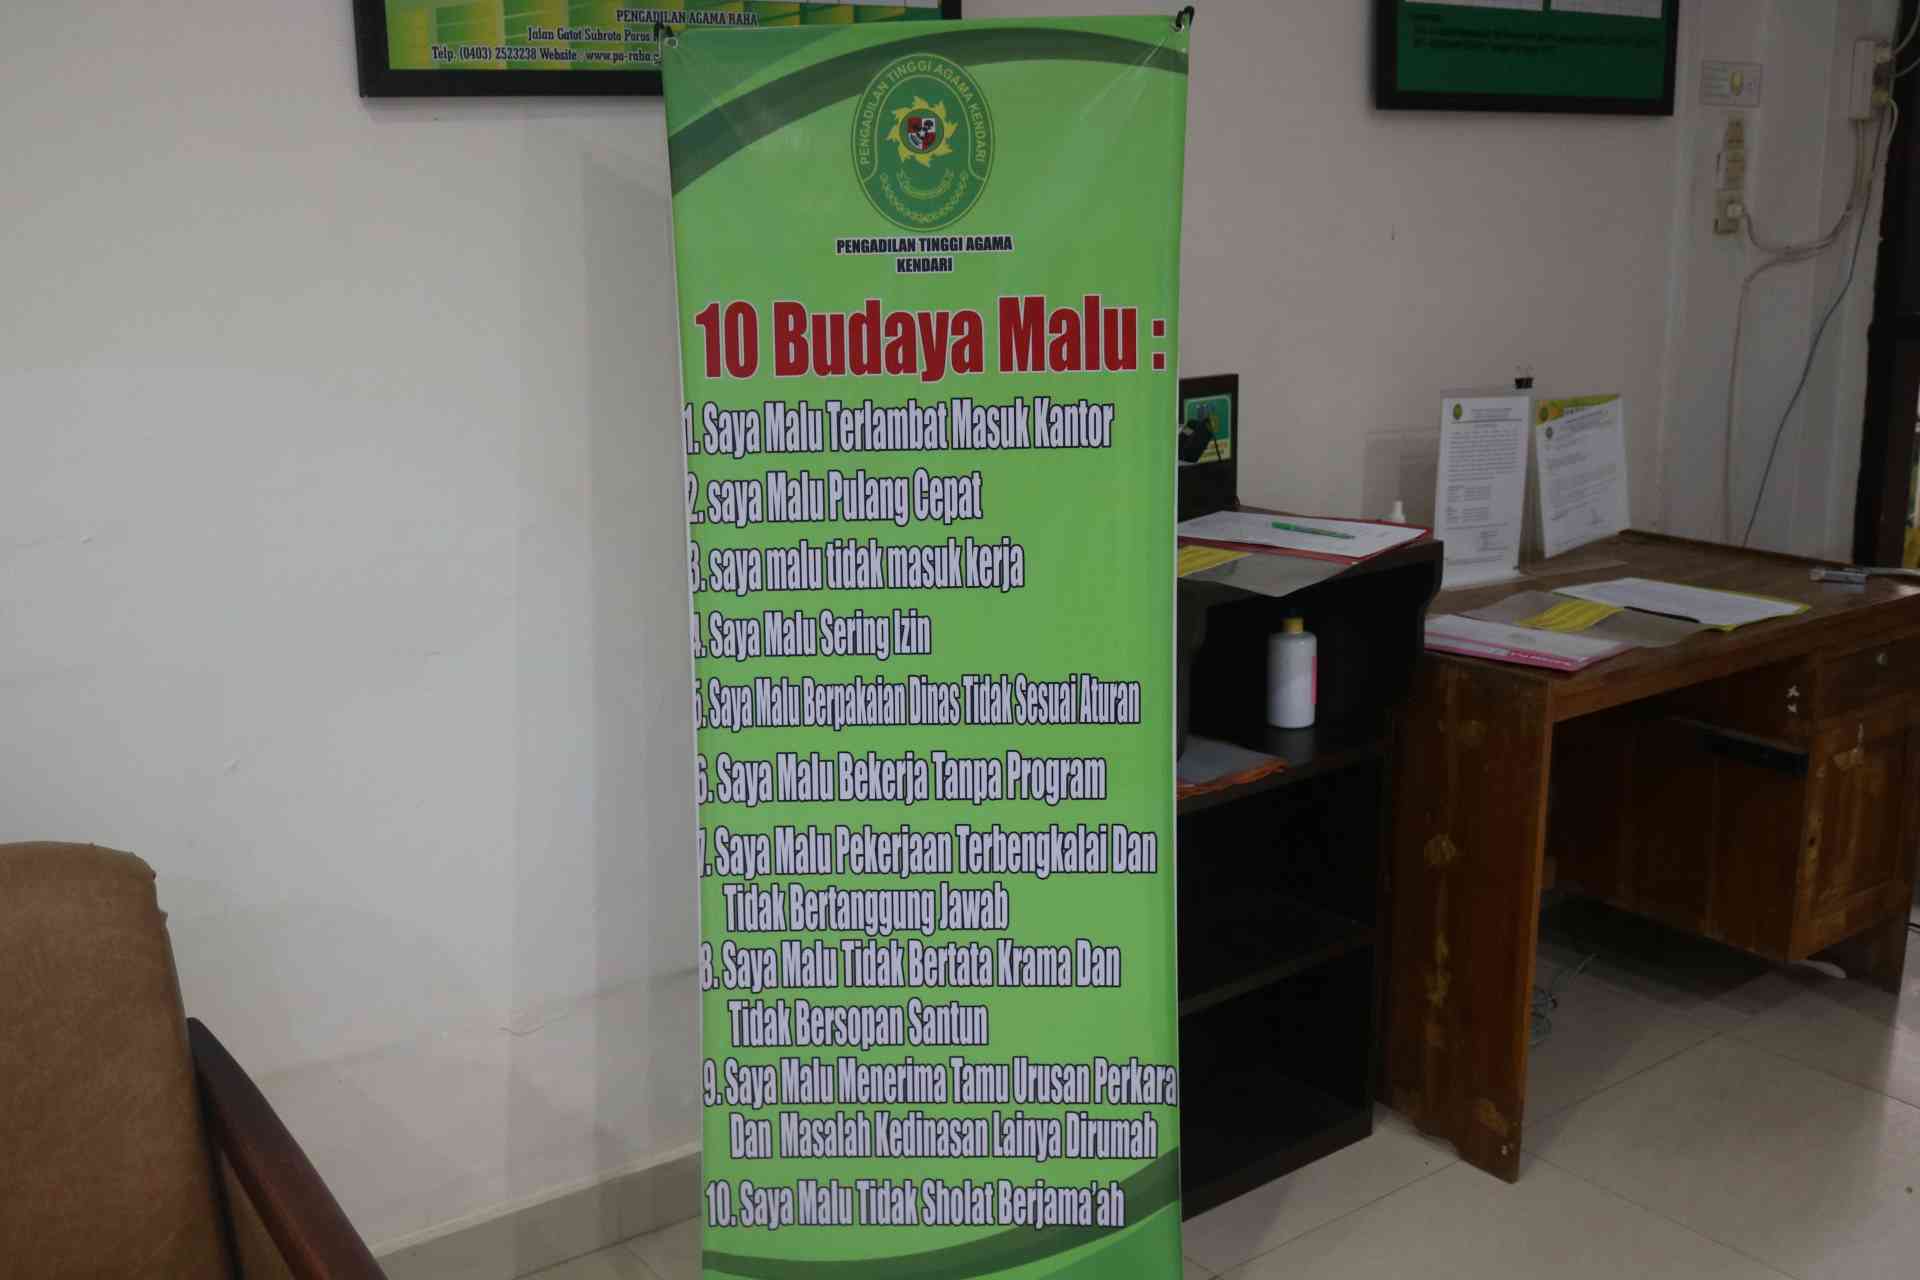 PENGADILAN AGAMA RAHA
Jalan Gatot Subroto Poros
Telp. (0403) 2523238 Website : www.pa-raha.
PENGADILAN TINGGI AGAMA KENDARI
PENGADILAN TINGGI AGAMA
KENDARI
10 Budaya Malu :
1. Saya Malu Terlambat Masuk Kantor
2. saya Malu Pulang Cepat
3. saya malu tidak masuk kerja
4. Saya Malu Sering Izin
5. Saya Malu Berpakaian Dinas Tidak Sesuai Aturan
6. Saya Malu Bekerja Tanpa Program
7. Saya Malu Pekerjaan Terbengkalai Dan
Tidak Bertanggung Jawab
8. Saya Malu Tidak Bertata Krama Dan
Tidak Bersopan Santun
9. Saya Malu Menerima Tamu Urusan Perkara
Dan Masalah Kedinasan Lainya Dirumah
10. Saya Malu Tidak Sholat Berjama'ah